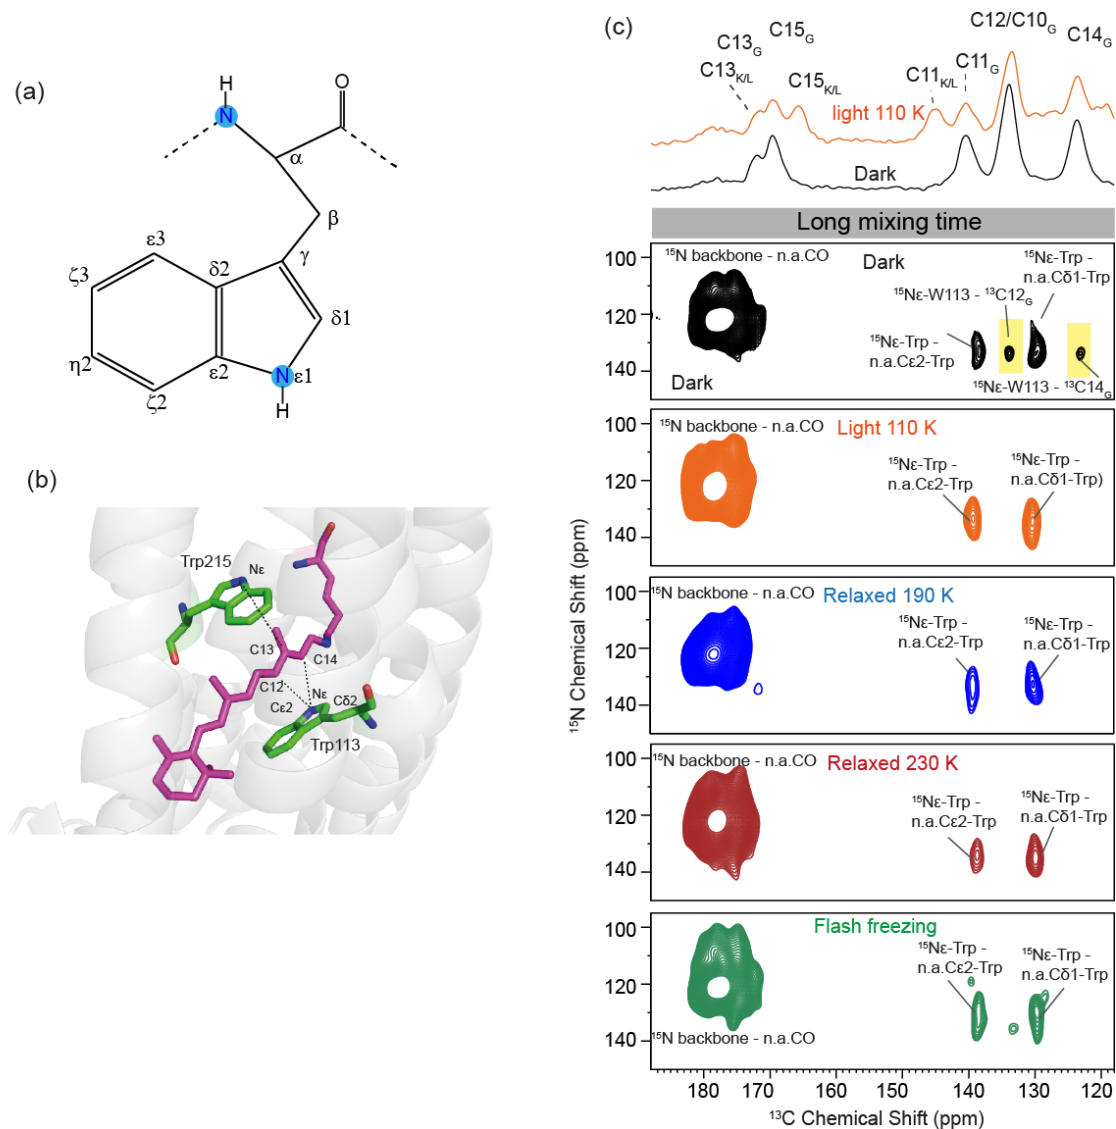 (a)
H
N
O
α
β
γ
ε3
δ2
ζ3
δ1
η2
ε2
N
ε1
ζ2
H
(b)
Trp215
Nε
C13
C14
C12
Nε
Cε2
Cδ2
Trp113
(c)
C12/C10G
C15G
C14G
C13G
C11G
C13K/L
C15K/L
C11K/L
light 110 K
Dark
Long mixing time
100
120
140
15N backbone - n.a.CO
Dark
15Nε-Trp -
n.a.Cδ1-Trp
15Nε-W113 - 13C12G
15Nε-Trp -
n.a.Cε2-Trp
Dark
15Nε-W113 - 13C14G
100
120
140
15N backbone - n.a.CO
Light 110 K
15Nε-Trp -
n.a.Cε2-Trp
15Nε-Trp -
n.a.Cδ1-Trp)
15N Chemical Shift (ppm)
100
120
140
15N backbone - n.a.CO
Relaxed 190 K
15Nε-Trp -
n.a.Cε2-Trp
15Nε-Trp -
n.a.Cδ1-Trp
100
120
140
15N backbone - n.a.CO
Relaxed 230 K
15Nε-Trp -
n.a.Cε2-Trp
15Nε-Trp -
n.a.Cδ1-Trp
100
120
140
Flash freezing
15Nε-Trp -
n.a.Cε2-Trp
15Nε-Trp -
n.a.Cδ1-Trp
15N backbone - n.a.CO
180 170 160 150 140 130 120
13C Chemical Shift (ppm)